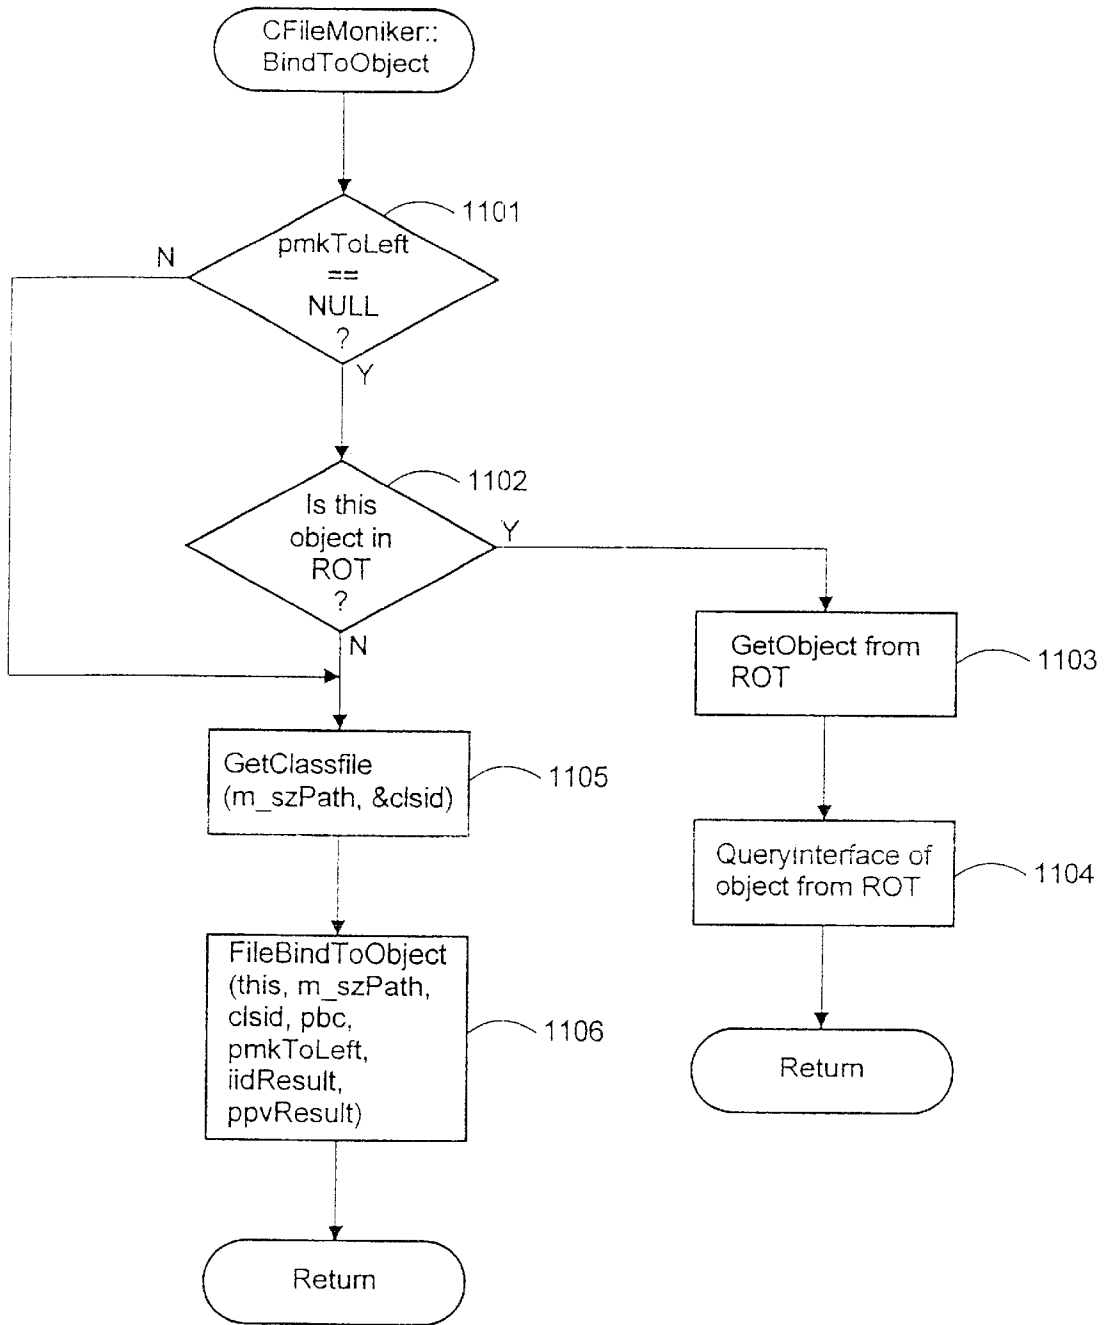 CFileMoniker::
BindToObject
1101
N
pmkToLeft
==
NULL
?
Y
1102
Is this
object in
ROT
?
Y
N
GetObject from
ROT
1103
GetClassfile
(m_szPath, &clsid)
1105
QueryInterface of
object from ROT
1104
FileBindToObject
(this, m_szPath,
clsid, pbc,
pmkToLeft,
iidResult,
ppvResult)
1106
Return
Return